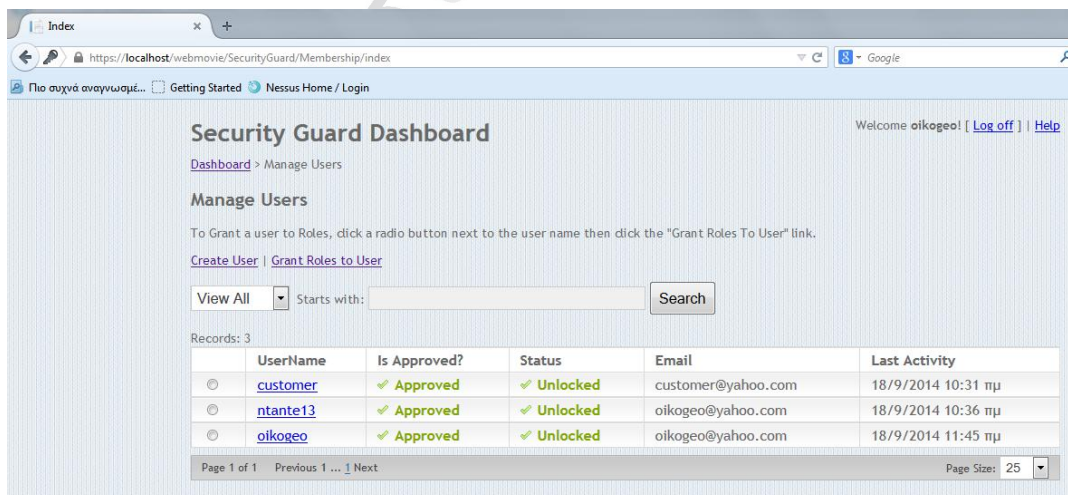 Index × +
https://localhost/webmovie/SecurityGuard/Membership/index Google
Πιο συχνά αναγνωσμέ... Getting Started Nessus Home / Login
Welcome oikogeo! [ Log off ] | Help
Security Guard Dashboard
Dashboard > Manage Users
Manage Users
To Grant a user to Roles, click a radio button next to the user name then click the "Grant Roles To User" link.
Create User | Grant Roles to User
View All Starts with: Search
Records: 3
UserName Is Approved? Status Email Last Activity
customer Approved Unlocked customer@yahoo.com 18/9/2014 10:31 πμ
ntante13 Approved Unlocked oikogeo@yahoo.com 18/9/2014 10:36 πμ
oikogeo Approved Unlocked oikogeo@yahoo.com 18/9/2014 11:45 πμ
Page 1 of 1 Previous 1 ... 1 Next Page Size: 25